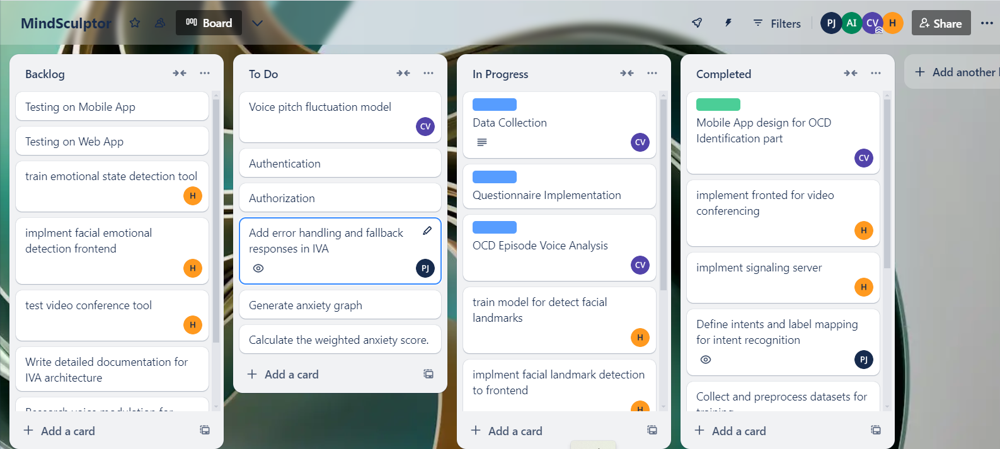 MindSculptor
Board
Filters
PJ
AI
CV
H
Share
Backlog
Testing on Mobile App
Testing on Web App
train emotional state detection tool
H
implment facial emotional
detection frontend
H
test video conference tool
H
Write detailed documentation for
IVA architecture
Research voice modulation for
+ Add a card
To Do
Voice pitch fluctuation model
CV
Authentication
Authorization
Add error handling and fallback
responses in IVA
PJ
Generate anxiety graph
Calculate the weighted anxiety score.
+ Add a card
In Progress
Data Collection
CV
Questionnaire Implementation
OCD Episode Voice Analysis
CV
train model for detect facial
landmarks
H
implment facial landmark detection
to frontend
H
+ Add a card
Completed
Mobile App design for OCD
Identification part
CV
implement fronted for video
conferencing
H
implment signaling server
H
Define intents and label mapping
for intent recognition
PJ
Collect and preprocess datasets for
training
+ Add a card
+ Add another